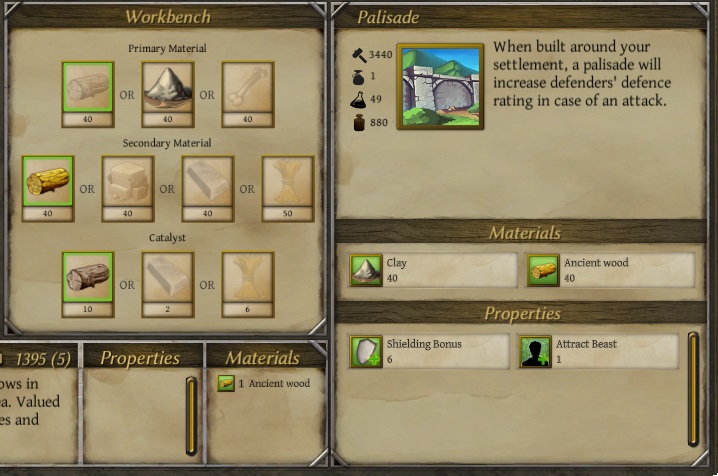 Workbench
Primary Material
OR
OR
40
40
40
Secondary Material
OR
OR
OR
40
40
40
50
Catalyst
OR
OR
10
2
6
1395 (5)
ows in
ea. Valued
es and
Properties
Materials
1 Ancient wood
Palisade
3440
1
49
880
When built around your
settlement, a palisade will
increase defenders' defence
rating in case of an attack.
Materials
Clay
40
Ancient wood
40
Properties
Shielding Bonus
6
Attract Beast
1